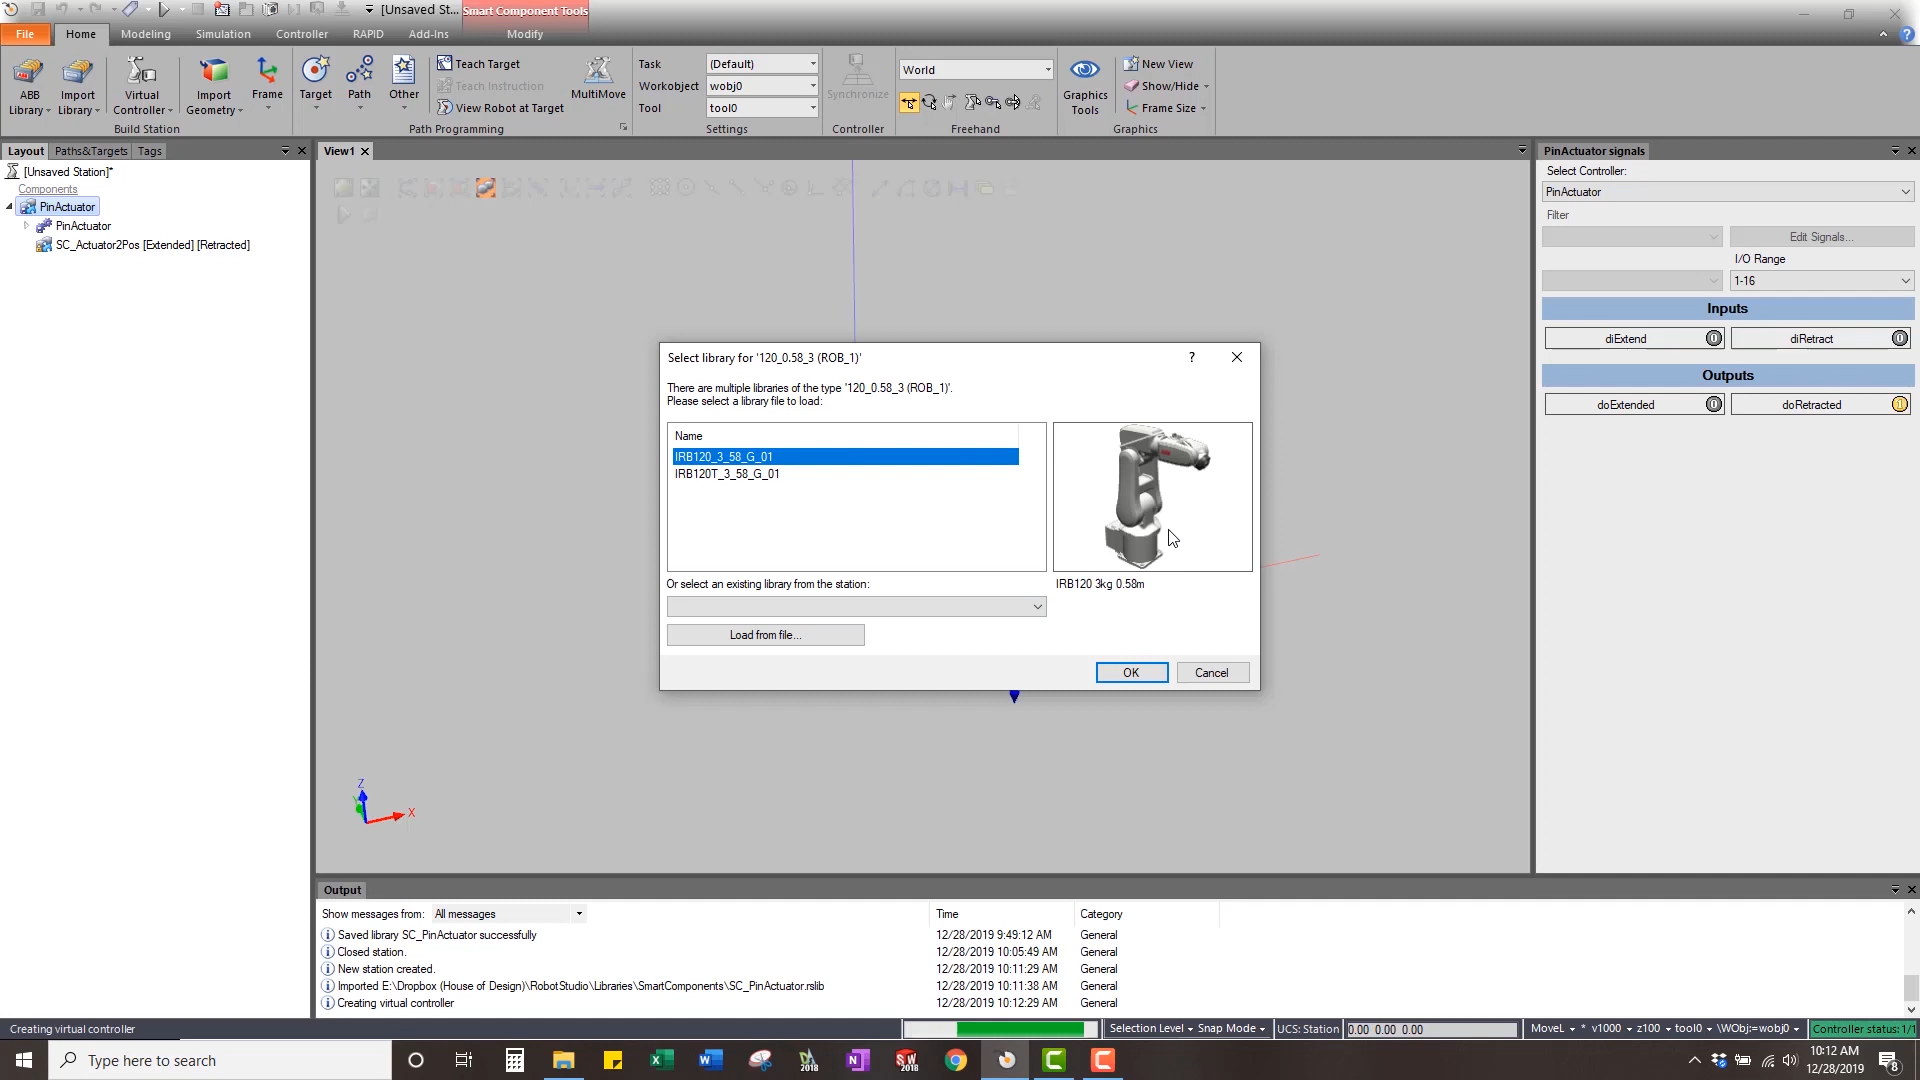 [Unsaved St...
Smart Component Tools
File
Home
Modeling
Simulation
Controller
RAPID
Add-Ins
Modify
ABB
Library
Import
Library
Virtual
Controller
Import
Geometry
Frame
Build Station
Target
Path
Other
Teach Target
Teach Instruction
View Robot at Target
MultiMove
Path Programming
Task
(Default)
Workobject
wobj0
Tool
tool0
Settings
Synchronize
Controller
World
Freehand
Graphics
Tools
New View
Show/Hide
Frame Size
Graphics
Layout
Paths&Targets
Tags
[Unsaved Station]*
Components
PinActuator
PinActuator
SC_Actuator2Pos [Extended] [Retracted]
View1
Select library for '120_0.58_3 (ROB_1)'
?
There are multiple libraries of the type '120_0.58_3 (ROB_1)'.
Please select a library file to load:
Name
IRB120_3_58_G_01
IRB120T_3_58_G_01
Or select an existing library from the station:
IRB120 3kg 0.58m
Load from file...
OK
Cancel
Z
X
PinActuator signals
Select Controller:
PinActuator
Filter
Edit Signals...
I/O Range
1-16
Inputs
diExtend
0
diRetract
0
Outputs
doExtended
0
doRetracted
1
Output
Show messages from:
All messages
Time
Category
Saved library SC_PinActuator successfully
12/28/2019 9:49:12 AM
General
Closed station.
12/28/2019 10:05:49 AM
General
New station created.
12/28/2019 10:11:29 AM
General
Imported E:\Dropbox (House of Design)\RobotStudio\Libraries\SmartComponents\SC_PinActuator.rslib
12/28/2019 10:11:38 AM
General
Creating virtual controller
12/28/2019 10:12:29 AM
General
Creating virtual controller
Selection Level
Snap Mode
UCS: Station
0.00 0.00 0.00
MoveL
*
v1000
z100
tool0
\WObj:=wobj0
Controller status: 1/1
Type here to search
2018
2018
10:12 AM
12/28/2019
8